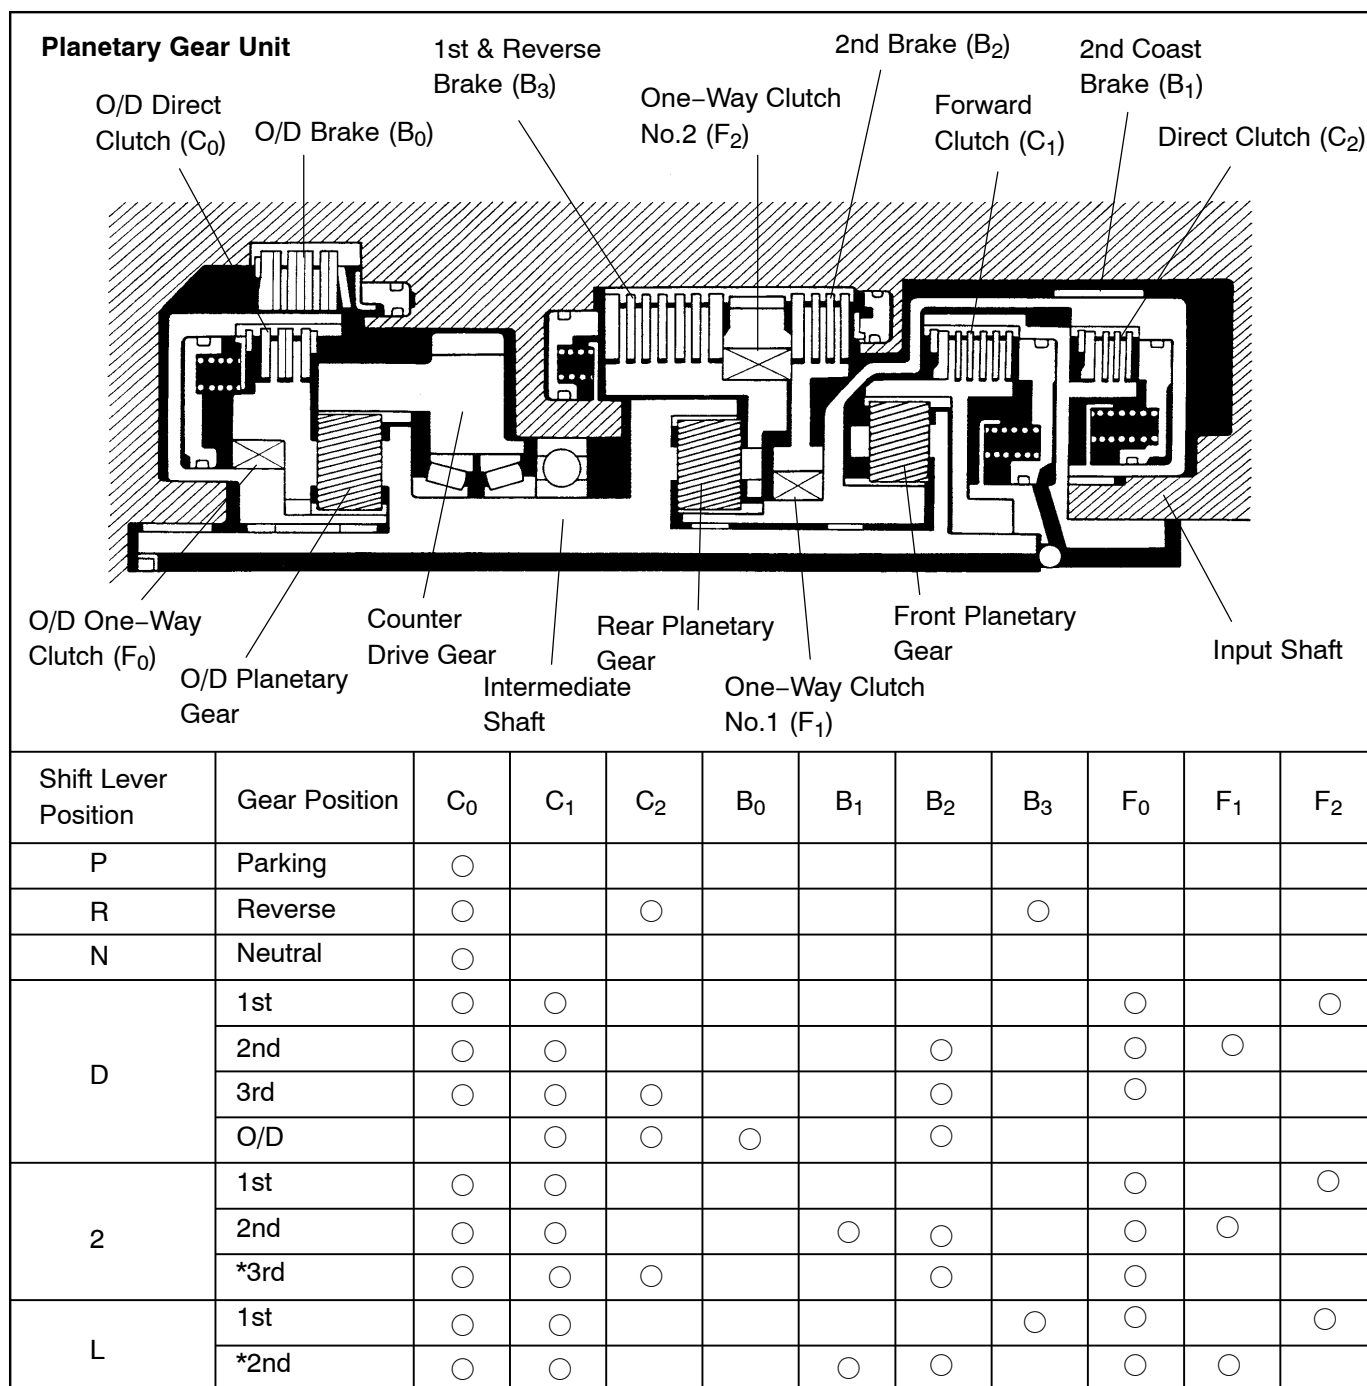 Planetary Gear Unit
1st & Reverse
Brake (B3)
2nd Brake (B2)
2nd Coast
Brake (B1)
O/D Direct
Clutch (C0)
O/D Brake (B0)
One−Way Clutch
No.2 (F2)
Forward
Clutch (C1)
Direct Clutch (C2)
O/D One−Way
Clutch (F0)
O/D Planetary
Gear
Counter
Drive Gear
Intermediate
Shaft
Rear Planetary
Gear
One−Way Clutch
No.1 (F1)
Front Planetary
Gear
Input Shaft
Shift Lever
Position
Gear Position C0 C1 C2 B0 B1 B2 B3 F0 F1 F2
P Parking ○
R Reverse ○ ○ ○
N Neutral ○
D
1st ○ ○ ○ ○
2nd ○ ○ ○ ○ ○
3rd ○ ○ ○ ○ ○
O/D ○ ○ ○ ○
2
1st ○ ○ ○ ○
2nd ○ ○ ○ ○ ○ ○
*3rd ○ ○ ○ ○ ○
L
1st ○ ○ ○ ○ ○
*2nd ○ ○ ○ ○ ○ ○